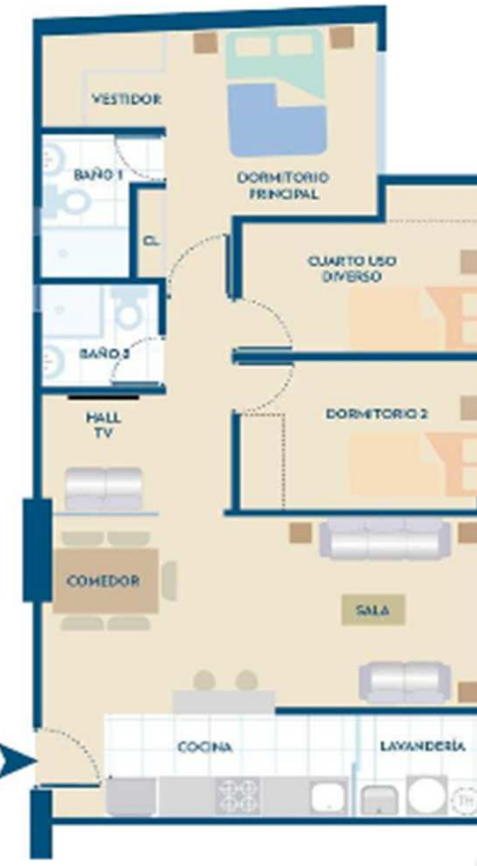 VESTIDOR
BAÑO 1
DORMITORIO
PRINCIPAL
CL
CUARTO USO
DIVERSO
BAÑO 2
HALL
TV
DORMITORIO 2
COMEDOR
SALA
COCINA
LAVANDERÍA
TH